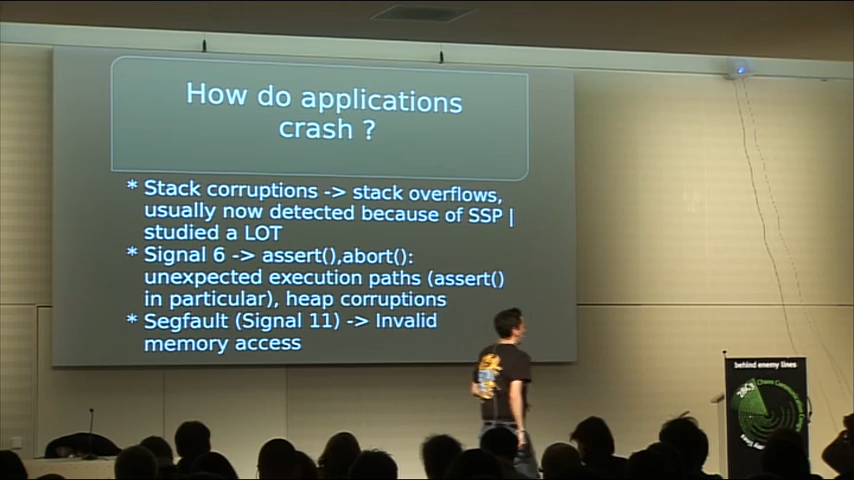 How do applications
crash ?
* Stack corruptions -> stack overflows,
usually now detected because of SSP |
studied a LOT
* Signal 6 -> assert(),abort():
unexpected execution paths (assert()
in particular), heap corruptions
* Segfault (Signal 11) -> Invalid
memory access
behind enemy lines
28C3